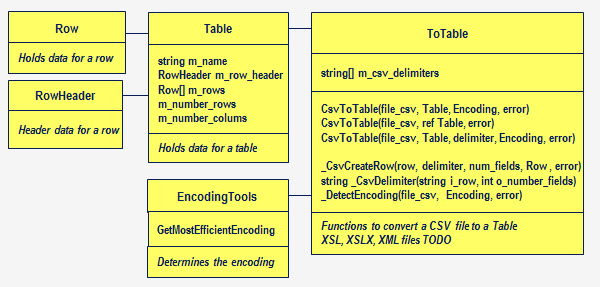 Row
Holds data for a row
RowHeader
Header data for a row
Table
string m_name
RowHeader m_row_header
Row[] m_rows
m_number_rows
m_number_colums
Holds data for a table
EncodingTools
GetMostEfficientEncoding
Determines the encoding
ToTable
string[] m_csv_delimiters
CsvToTable(file_csv, Table, Encoding, error)
CsvToTable(file_csv, ref Table, error)
CsvToTable(file_csv, Table, delimiter, Encoding, error)
_CsvCreateRow(row, delimiter, num_fields, Row , error)
string _CsvDelimiter(string i_row, int o_number_fields)
_DetectEncoding(file_csv, Encoding, error)
Functions to convert a CSV file to a Table
XSL, XSLX, XML files TODO